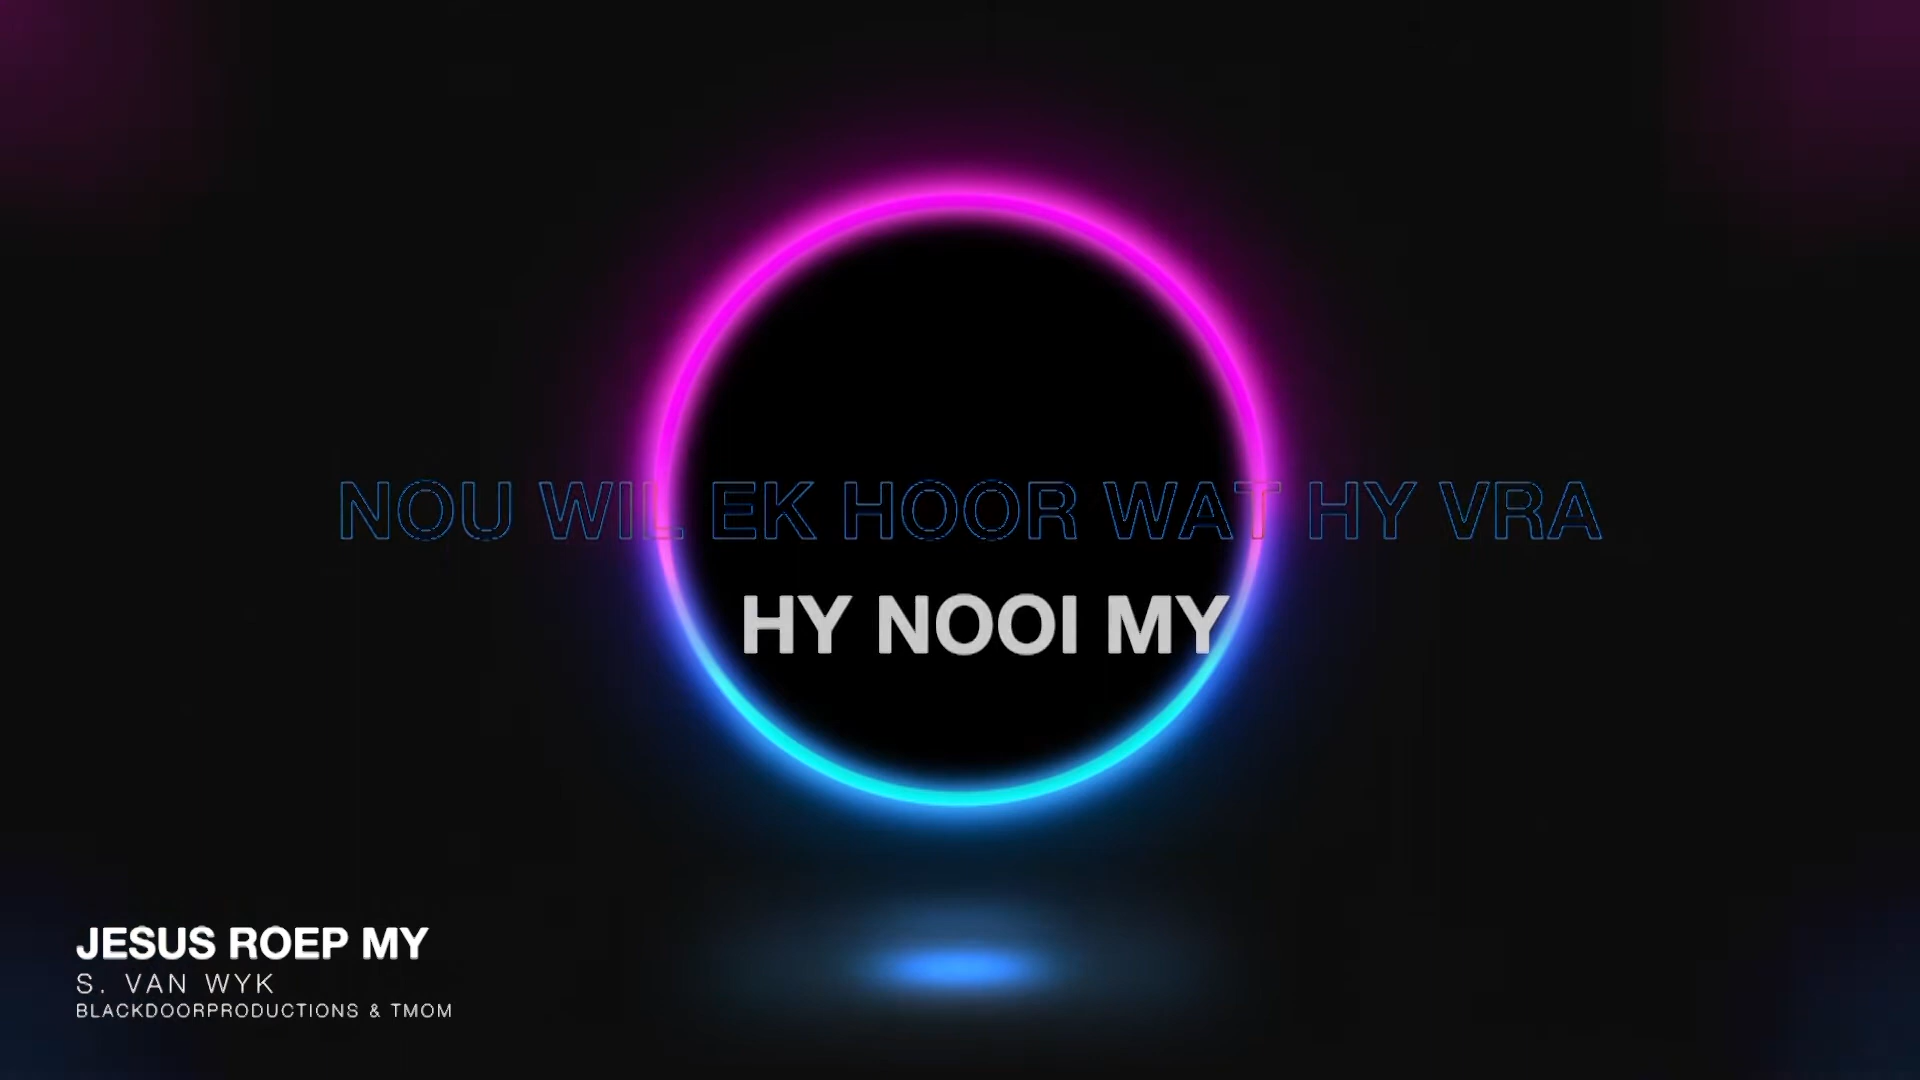 NOU WIL EK HOOR WAT HY VRA
HY NOOI MY
JESUS ROEP MY
S. VAN WYK
BLACKDOORPRODUCTIONS & TMOM